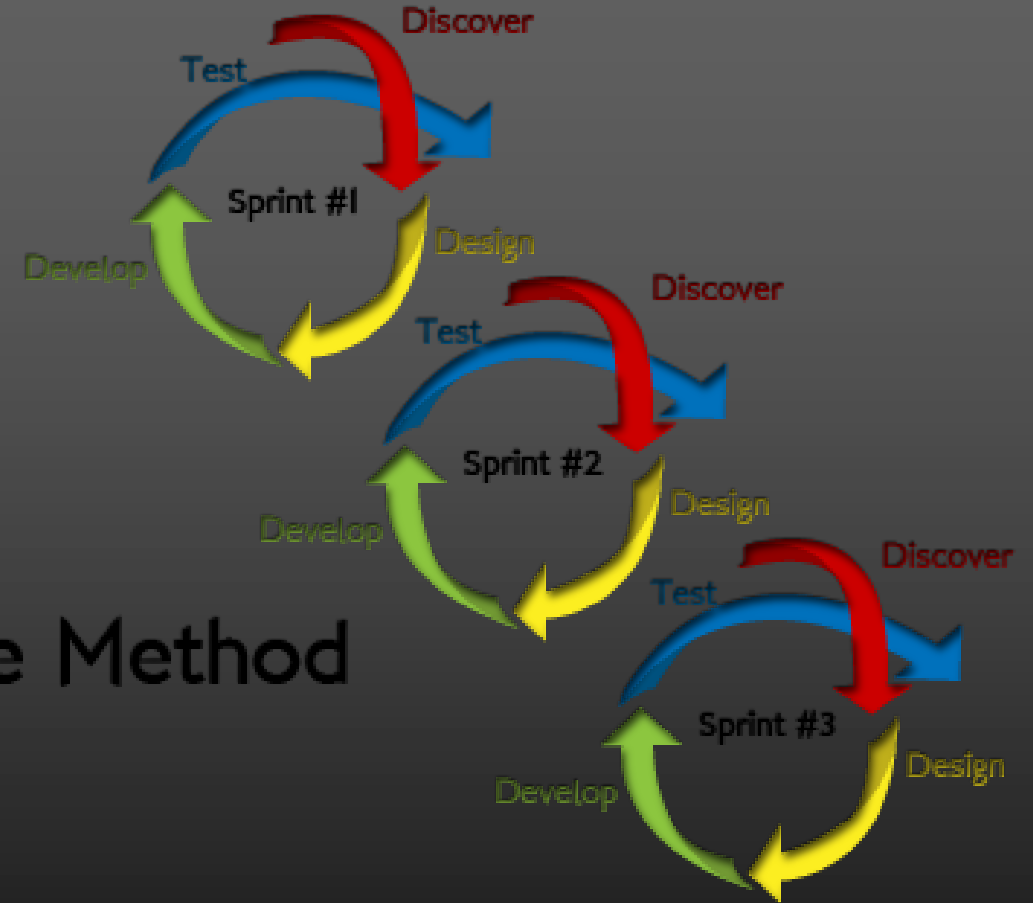 Discover
Test
Sprint #1
Design
Develop
Discover
Test
Sprint #2
Design
Develop
Discover
Test
e Method
Sprint #3
Design
Develop